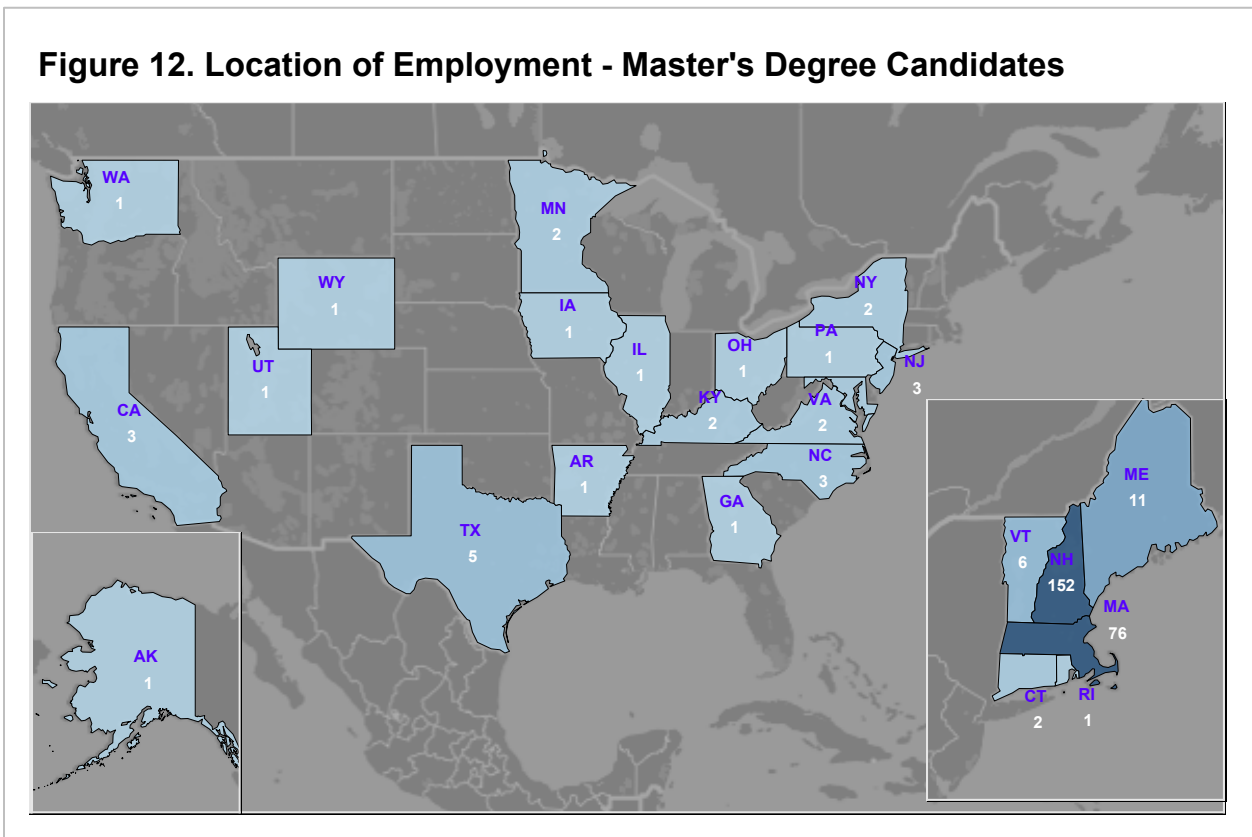 Figure 12. Location of Employment - Master's Degree Candidates
WA
1
MN
2
WY
1
NY
2
IA
1
PA
1
IL
1
OH
1
NJ
3
UT
1
KY
2
VA
2
CA
3
AR
1
NC
3
GA
1
TX
5
ME
11
VT
6
NH
152
MA
76
AK
1
CT
2
RI
1